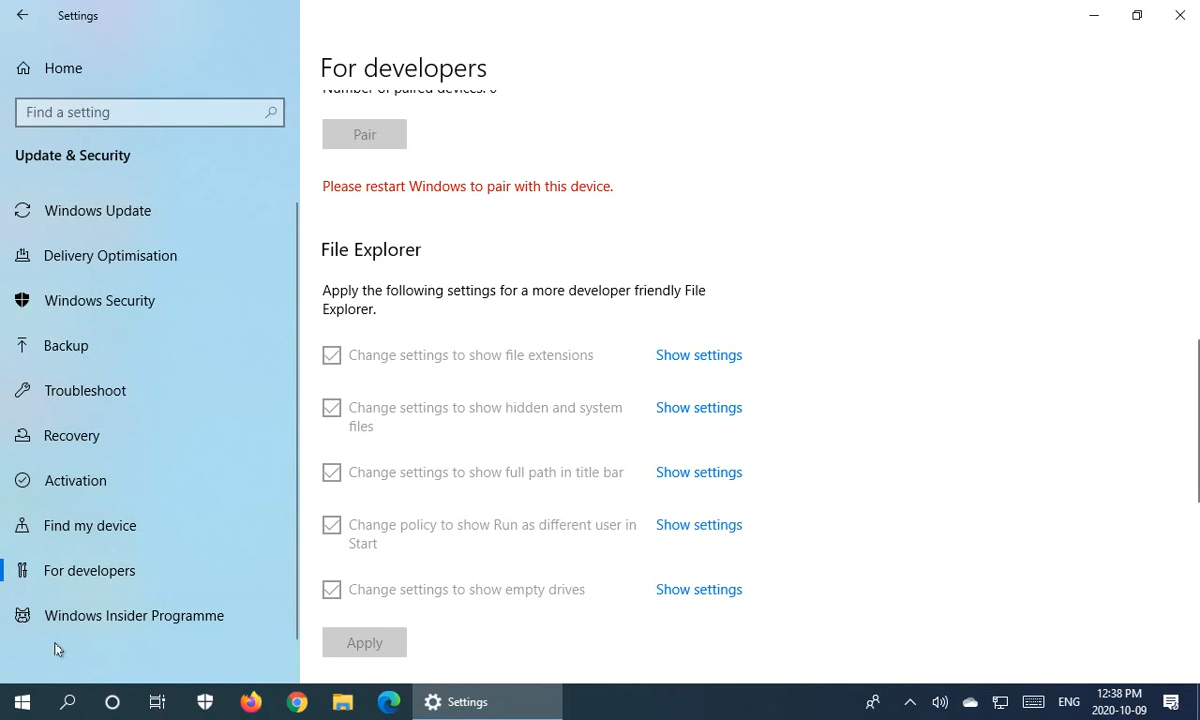 Settings
Home
Find a setting
Update & Security
Windows Update
Delivery Optimisation
Windows Security
Backup
Troubleshoot
Recovery
Activation
Find my device
For developers
Windows Insider Programme
For developers
Number of paired devices: 0
Pair
Please restart Windows to pair with this device.
File Explorer
Apply the following settings for a more developer friendly File
Explorer.
Change settings to show file extensions Show settings
Change settings to show hidden and system Show settings
files
Change settings to show full path in title bar Show settings
Change policy to show Run as different user in Show settings
Start
Change settings to show empty drives Show settings
Apply
Settings
ENG
12:38 PM
2020-10-09